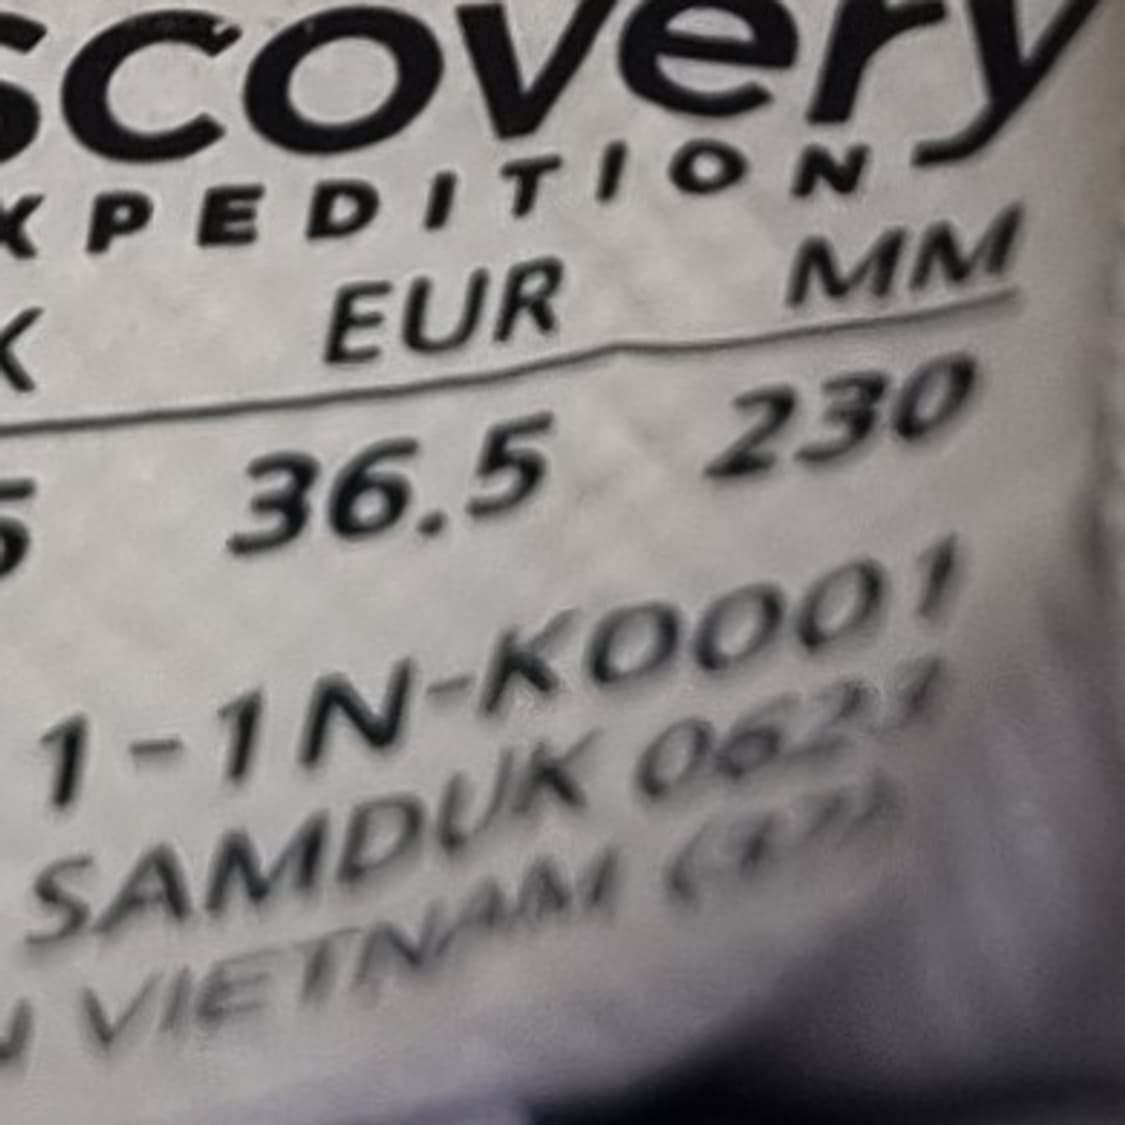 scovery
XPEDITION
K EUR MM
5 36.5 230
1-1N-K0001
SAMDUK
N VIETNAM